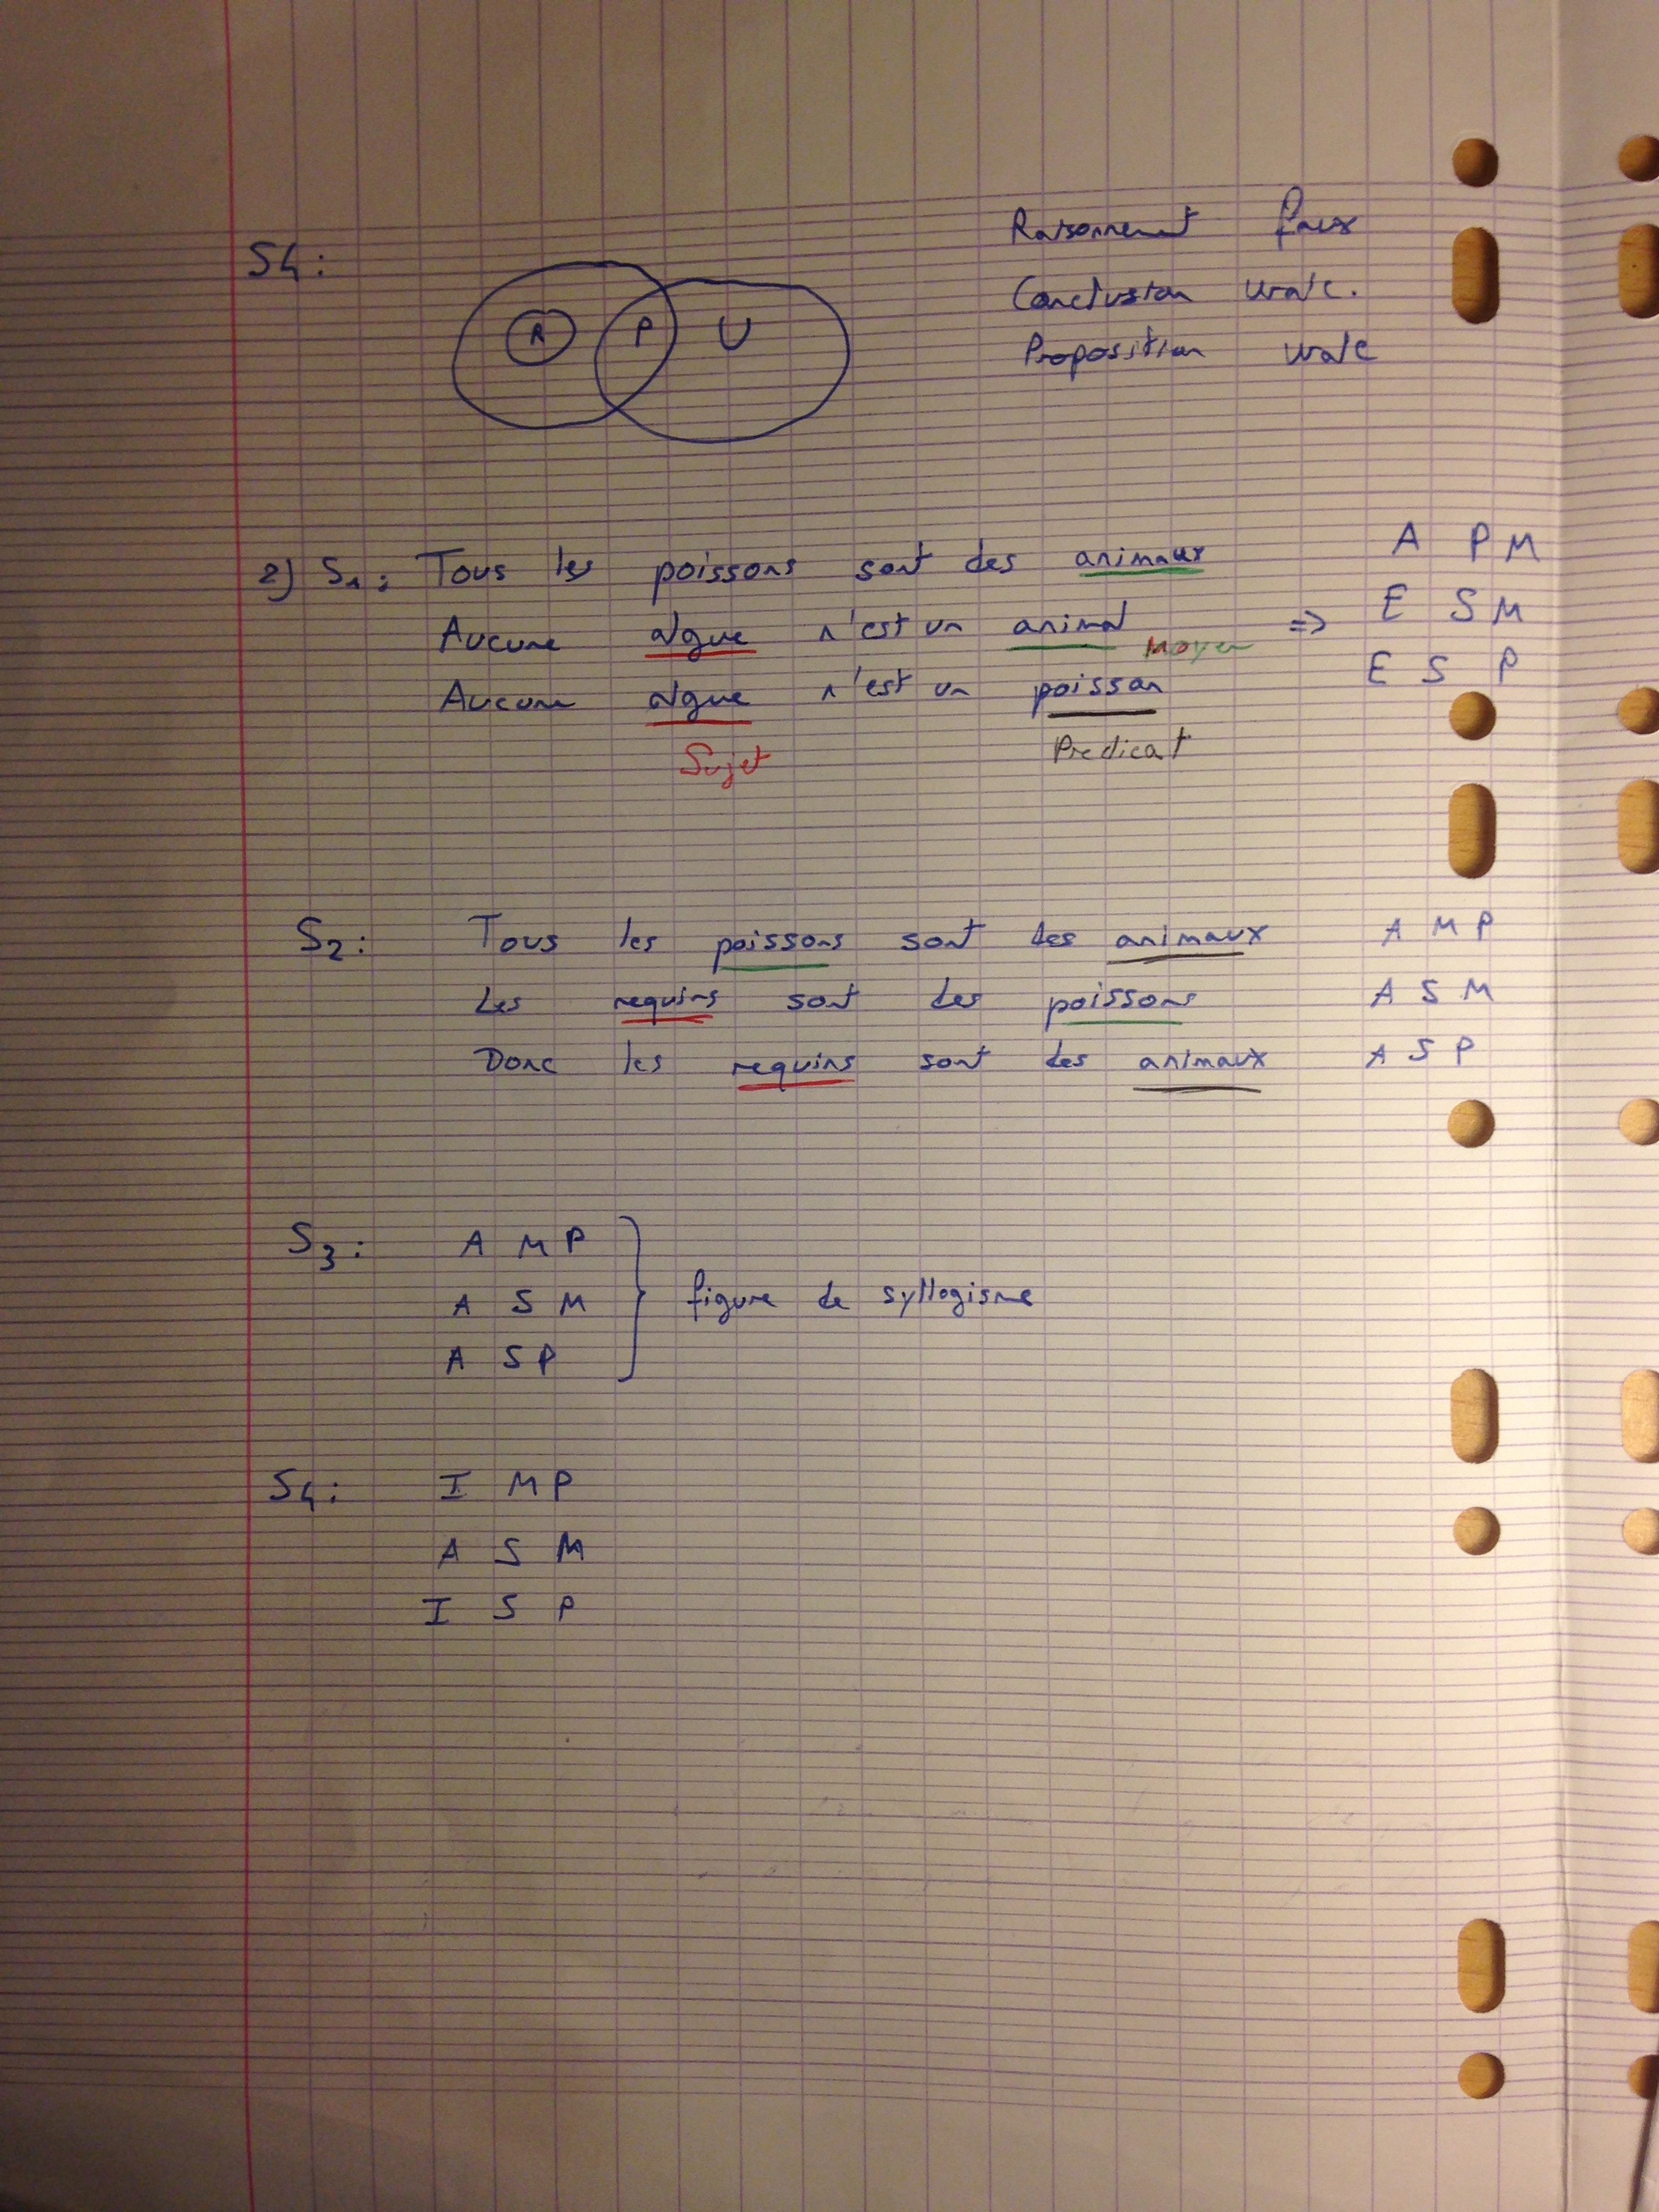 S4 :
Raisonnement faux
Conclusion vraie.
Proposition vraie
R P U
2) S1 : Tous les poissons sont des animaux A P M
Aucune algue n'est un animal => E S M
moyen
Aucune algue n'est un poisson E S P
Sujet Predicat
S2 : Tous les poissons sont des animaux A M P
Les requins sont des poissons A S M
Donc les requins sont des animaux A S P
S3 : A M P
A S M figure de syllogisme
A S P
S4 : I M P
A S M
I S P